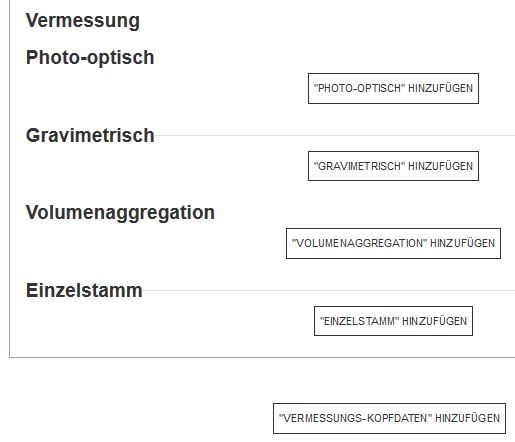 Vermessung
Photo-optisch
"PHOTO-OPTISCH" HINZUFÜGEN
Gravimetrisch
"GRAVIMETRISCH" HINZUFÜGEN
Volumenaggregation
"VOLUMENAGGREGATION" HINZUFÜGEN
Einzelstamm
"EINZELSTAMM" HINZUFÜGEN
"VERMESSUNGS-KOPFDATEN" HINZUFÜGEN